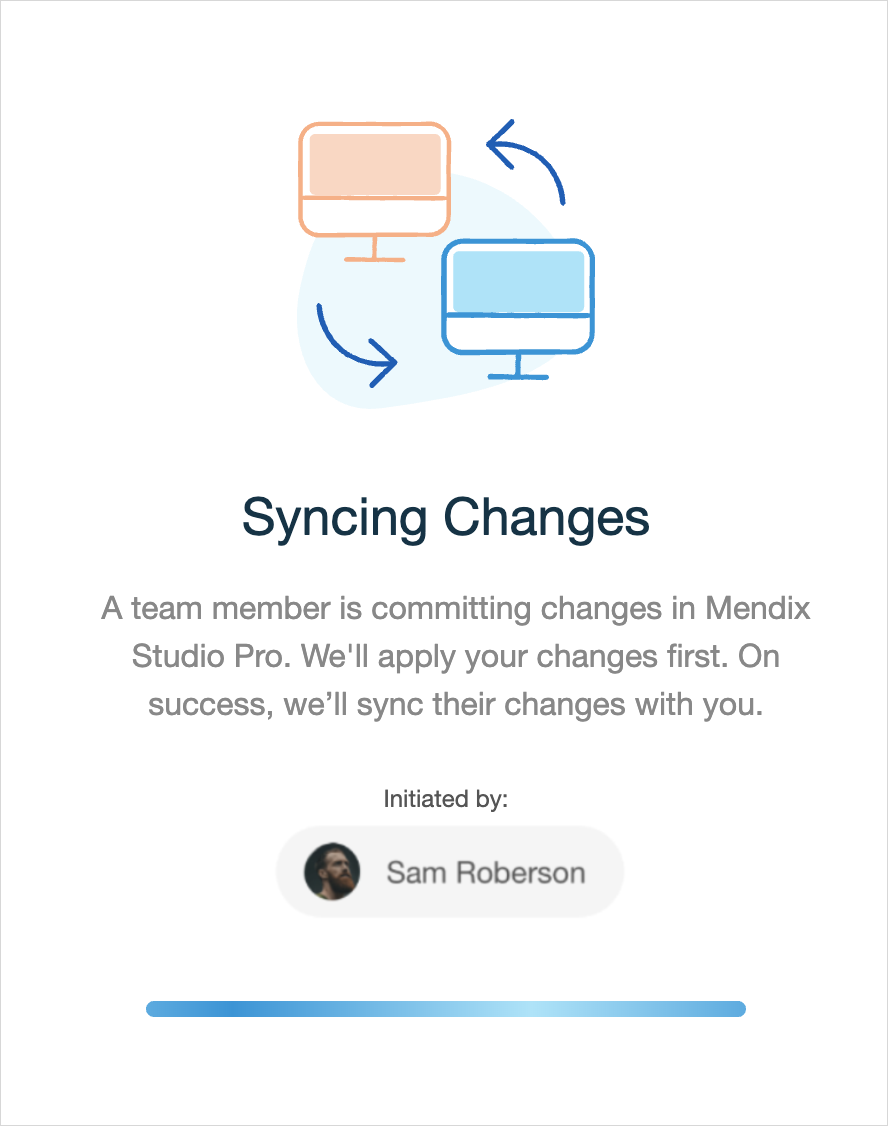 Syncing Changes
A team member is committing changes in Mendix
Studio Pro. We'll apply your changes first. On
success, we’ll sync their changes with you.
Initiated by:
Sam Roberson